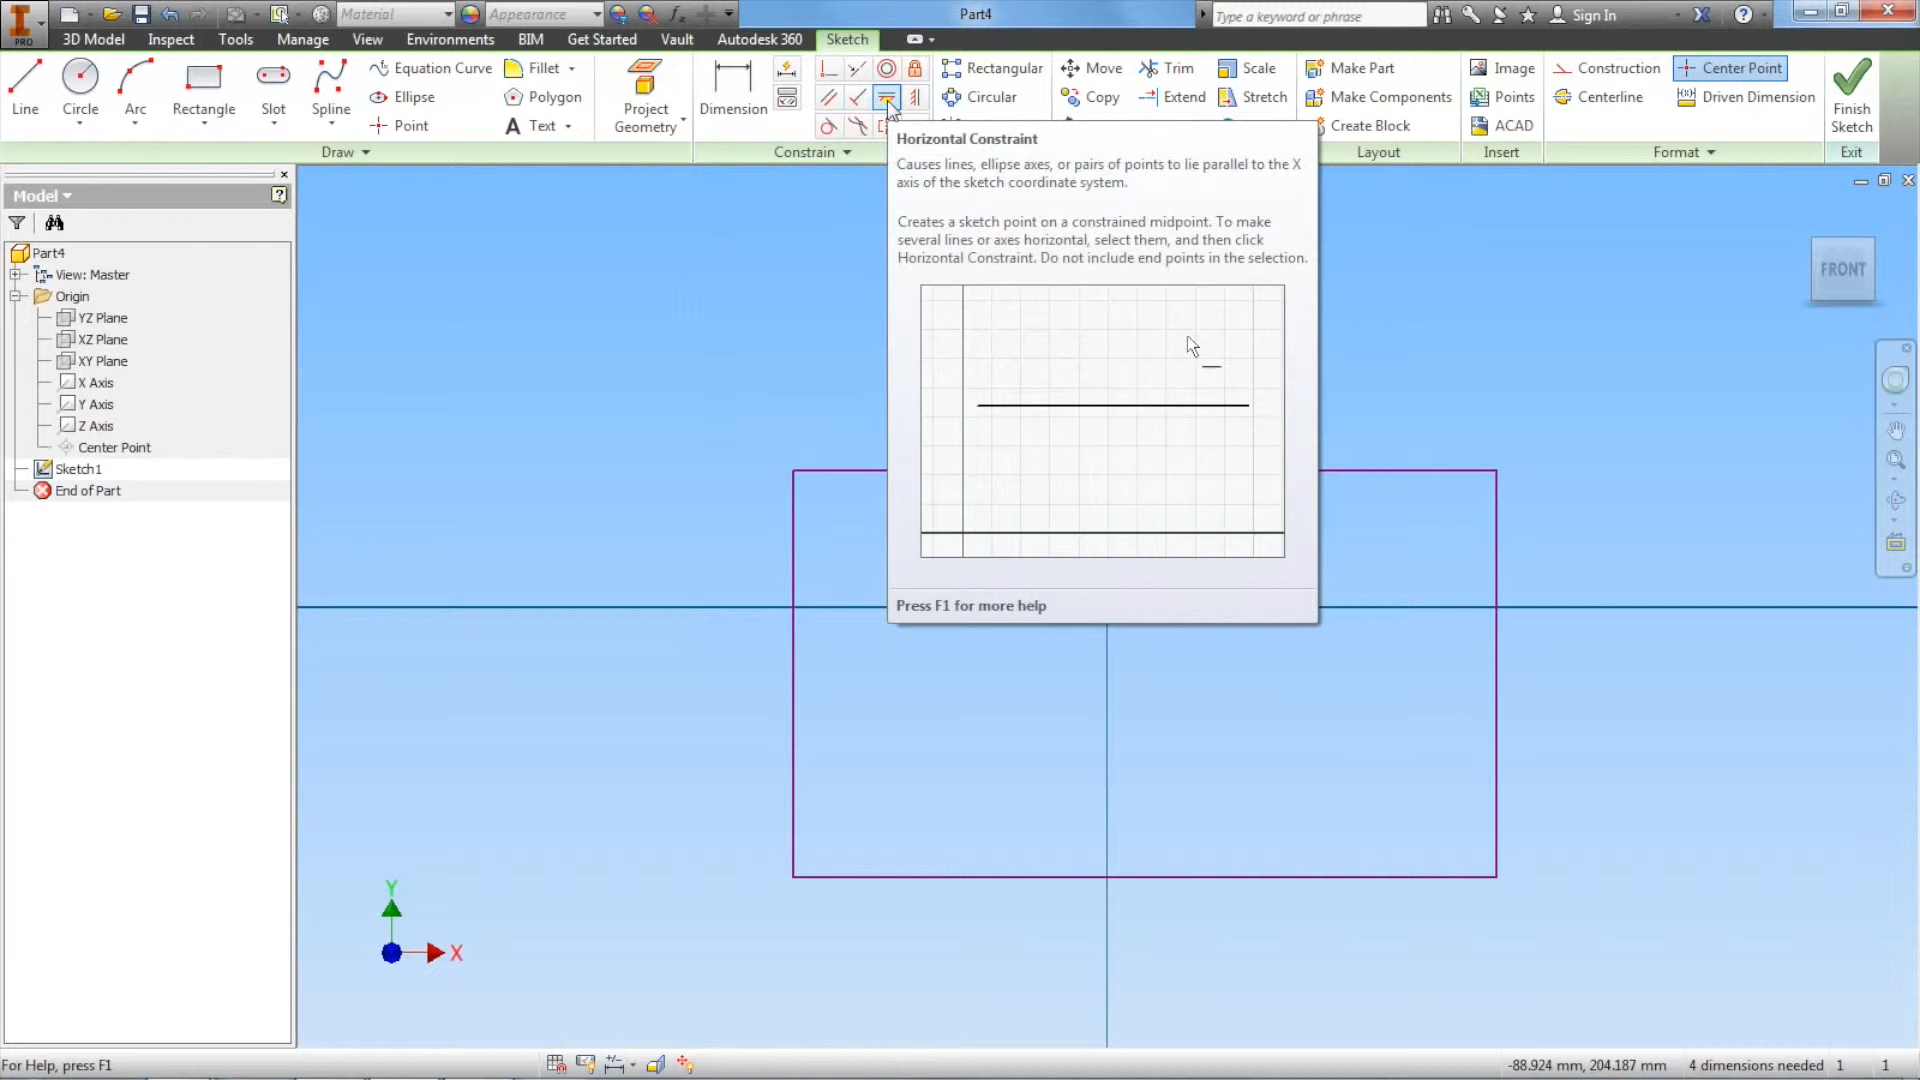 Material
Appearance
Part4
Type a keyword or phrase
Sign In
PRO
3D Model
Inspect
Tools
Manage
View
Environments
BIM
Get Started
Vault
Autodesk 360
Sketch
Line
Circle
Arc
Rectangle
Slot
Spline
Equation Curve
Ellipse
Point
Fillet
Polygon
Text
Project
Geometry
Dimension
Rectangular
Circular
Move
Copy
Trim
Extend
Scale
Stretch
Make Part
Make Components
Create Block
Image
Points
ACAD
Construction
Centerline
Center Point
Driven Dimension
Finish
Sketch
Draw
Constrain
Layout
Insert
Format
Exit
Horizontal Constraint
Causes lines, ellipse axes, or pairs of points to lie parallel to the X
axis of the sketch coordinate system.
Creates a sketch point on a constrained midpoint. To make
several lines or axes horizontal, select them, and then click
Horizontal Constraint. Do not include end points in the selection.
Press F1 for more help
Model
Part4
View: Master
Origin
YZ Plane
XZ Plane
XY Plane
X Axis
Y Axis
Z Axis
Center Point
Sketch1
End of Part
FRONT
Y
X
For Help, press F1
-88.924 mm, 204.187 mm
4 dimensions needed
1
1